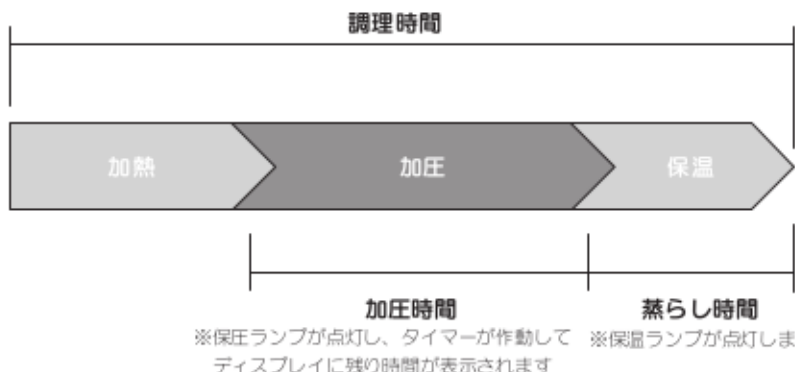 調理時間
加熱
加圧
保温
加圧時間
蒸らし時間
※保圧ランプが点灯し、タイマーが作動して
ディスプレイに残り時間が表示されます
※保温ランプが点灯しま